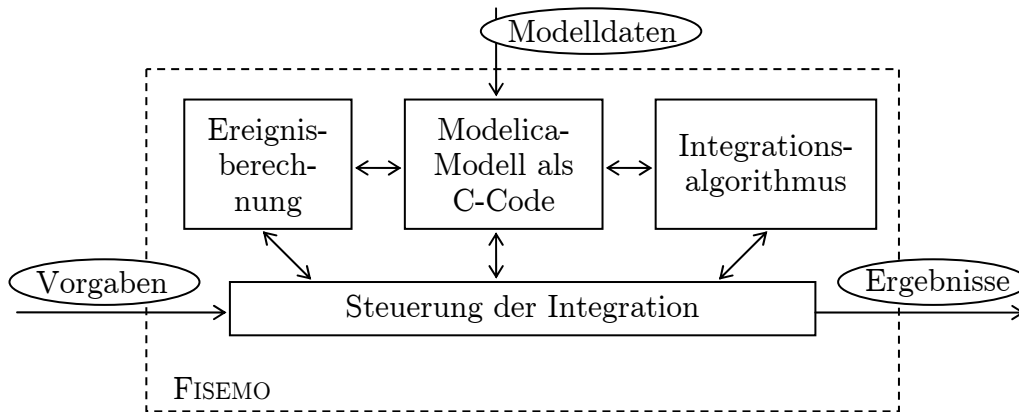 Modelldaten
Ereignis-
berech-
nung
Modelica-
Modell als
C-Code
Integrations-
algorithmus
Vorgaben
Ergebnisse
Steuerung der Integration
FISEMO